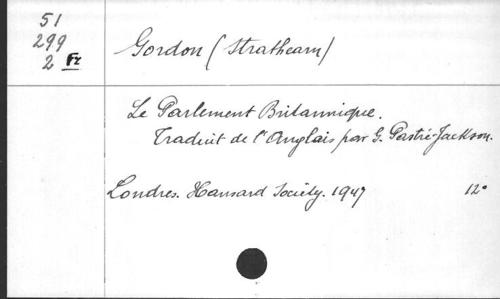 51
299
2 Fr
Gordon (Strathearn)
Le Parlement Britannique.
Traduit de l'Anglais par G. Pastré-Jackson.
Londres. Hansard Society. 1947 12°